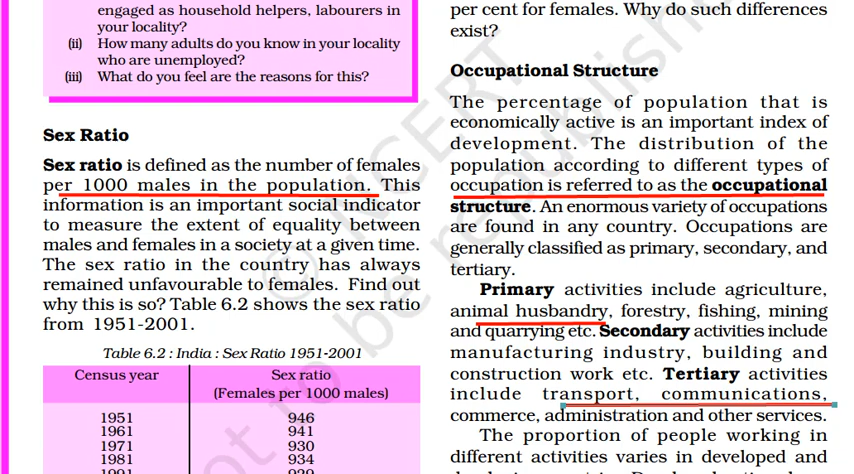 engaged as household helpers, labourers in
your locality?
(ii) How many adults do you know in your locality
who are unemployed?
(iii) What do you feel are the reasons for this?
Sex Ratio
Sex ratio is defined as the number of females
per 1000 males in the population. This
information is an important social indicator
to measure the extent of equality between
males and females in a society at a given time.
The sex ratio in the country has always
remained unfavourable to females. Find out
why this is so? Table 6.2 shows the sex ratio
from 1951-2001.
Table 6.2 : India : Sex Ratio 1951-2001
Census year Sex ratio
(Females per 1000 males)
1951 946
1961 941
1971 930
1981 934
1991 929
per cent for females. Why do such differences
exist?
Occupational Structure
The percentage of population that is
economically active is an important index of
development. The distribution of the
population according to different types of
occupation is referred to as the occupational
structure. An enormous variety of occupations
are found in any country. Occupations are
generally classified as primary, secondary, and
tertiary.
Primary activities include agriculture,
animal husbandry, forestry, fishing, mining
and quarrying etc. Secondary activities include
manufacturing industry, building and
construction work etc. Tertiary activities
include transport, communications,
commerce, administration and other services.
The proportion of people working in
different activities varies in developed and
© NCERT
not to be republished